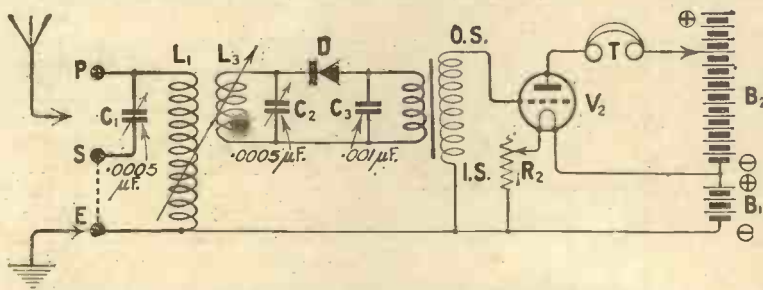 P
S
E
C₁
.0005
µF.
L₁
L₃
C₂
.0005µF.
D
C₃
.001µF.
O.S.
I.S.
R₂
V₂
T
⊕
B₂
⊖
⊕
B₁
⊖